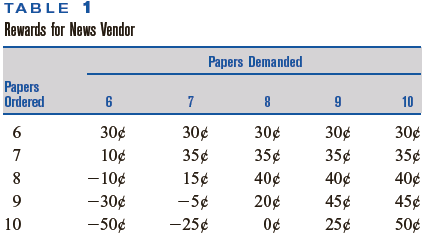 TABLE 1
Rewards for News Vendor
Papers Demanded
Papers
Ordered 6 7 8 9 10
6 30¢ 30¢ 30¢ 30¢ 30¢
7 10¢ 35¢ 35¢ 35¢ 35¢
8 −10¢ 15¢ 40¢ 40¢ 40¢
9 −30¢ −5¢ 20¢ 45¢ 45¢
10 −50¢ −25¢ 0¢ 25¢ 50¢